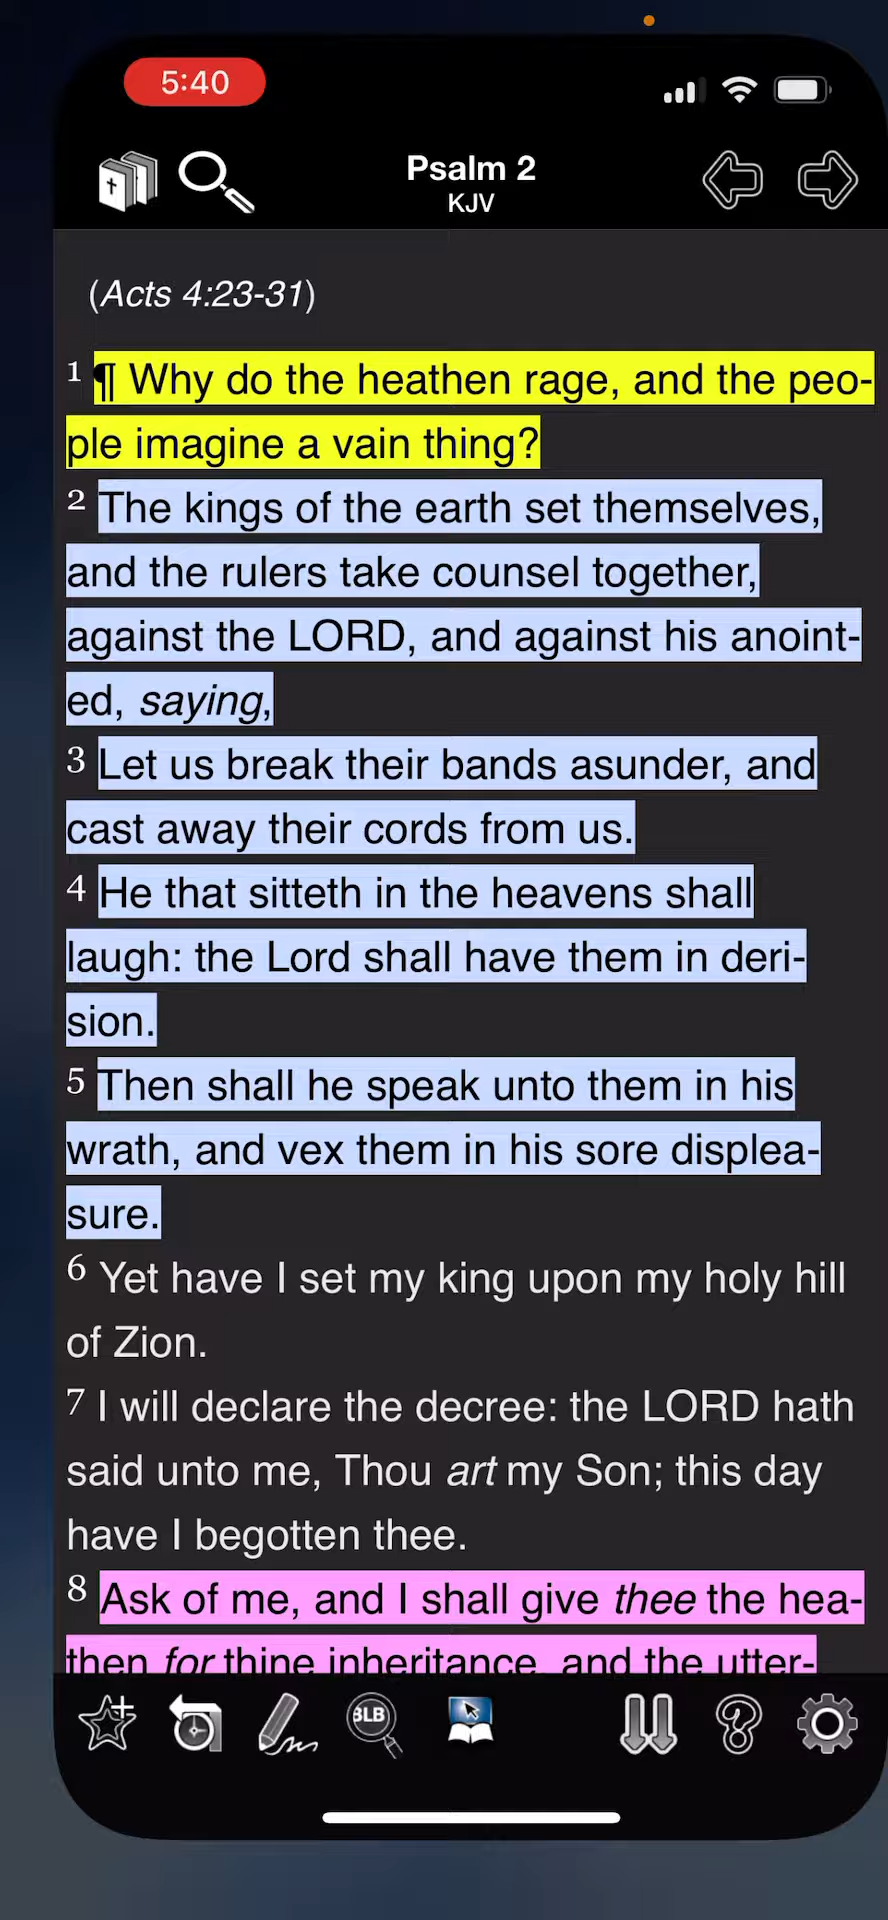 5:40
Psalm 2
KJV
(Acts 4:23-31)
1 ¶ Why do the heathen rage, and the peo-
ple imagine a vain thing?
2 The kings of the earth set themselves,
and the rulers take counsel together,
against the LORD, and against his anoint-
ed, saying,
3 Let us break their bands asunder, and
cast away their cords from us.
4 He that sitteth in the heavens shall
laugh: the Lord shall have them in deri-
sion.
5 Then shall he speak unto them in his
wrath, and vex them in his sore displea-
sure.
6 Yet have I set my king upon my holy hill
of Zion.
7 I will declare the decree: the LORD hath
said unto me, Thou art my Son; this day
have I begotten thee.
8 Ask of me, and I shall give thee the hea-
then for thine inheritance, and the utter-
BLB